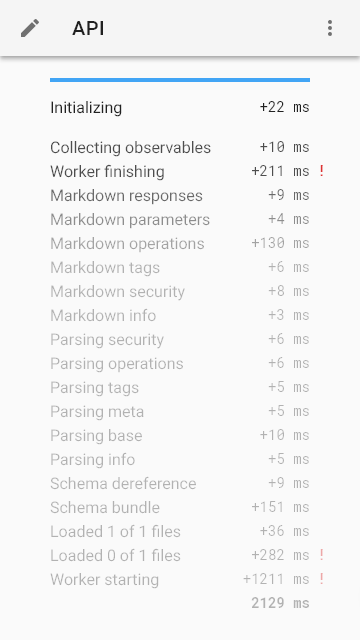 API
Initializing +22 ms
Collecting observables +10 ms
Worker finishing +211 ms !
Markdown responses +9 ms
Markdown parameters +4 ms
Markdown operations +130 ms
Markdown tags +6 ms
Markdown security +8 ms
Markdown info +3 ms
Parsing security +6 ms
Parsing operations +6 ms
Parsing tags +5 ms
Parsing meta +5 ms
Parsing base +10 ms
Parsing info +5 ms
Schema dereference +9 ms
Schema bundle +151 ms
Loaded 1 of 1 files +36 ms
Loaded 0 of 1 files +282 ms !
Worker starting +1211 ms !
2129 ms